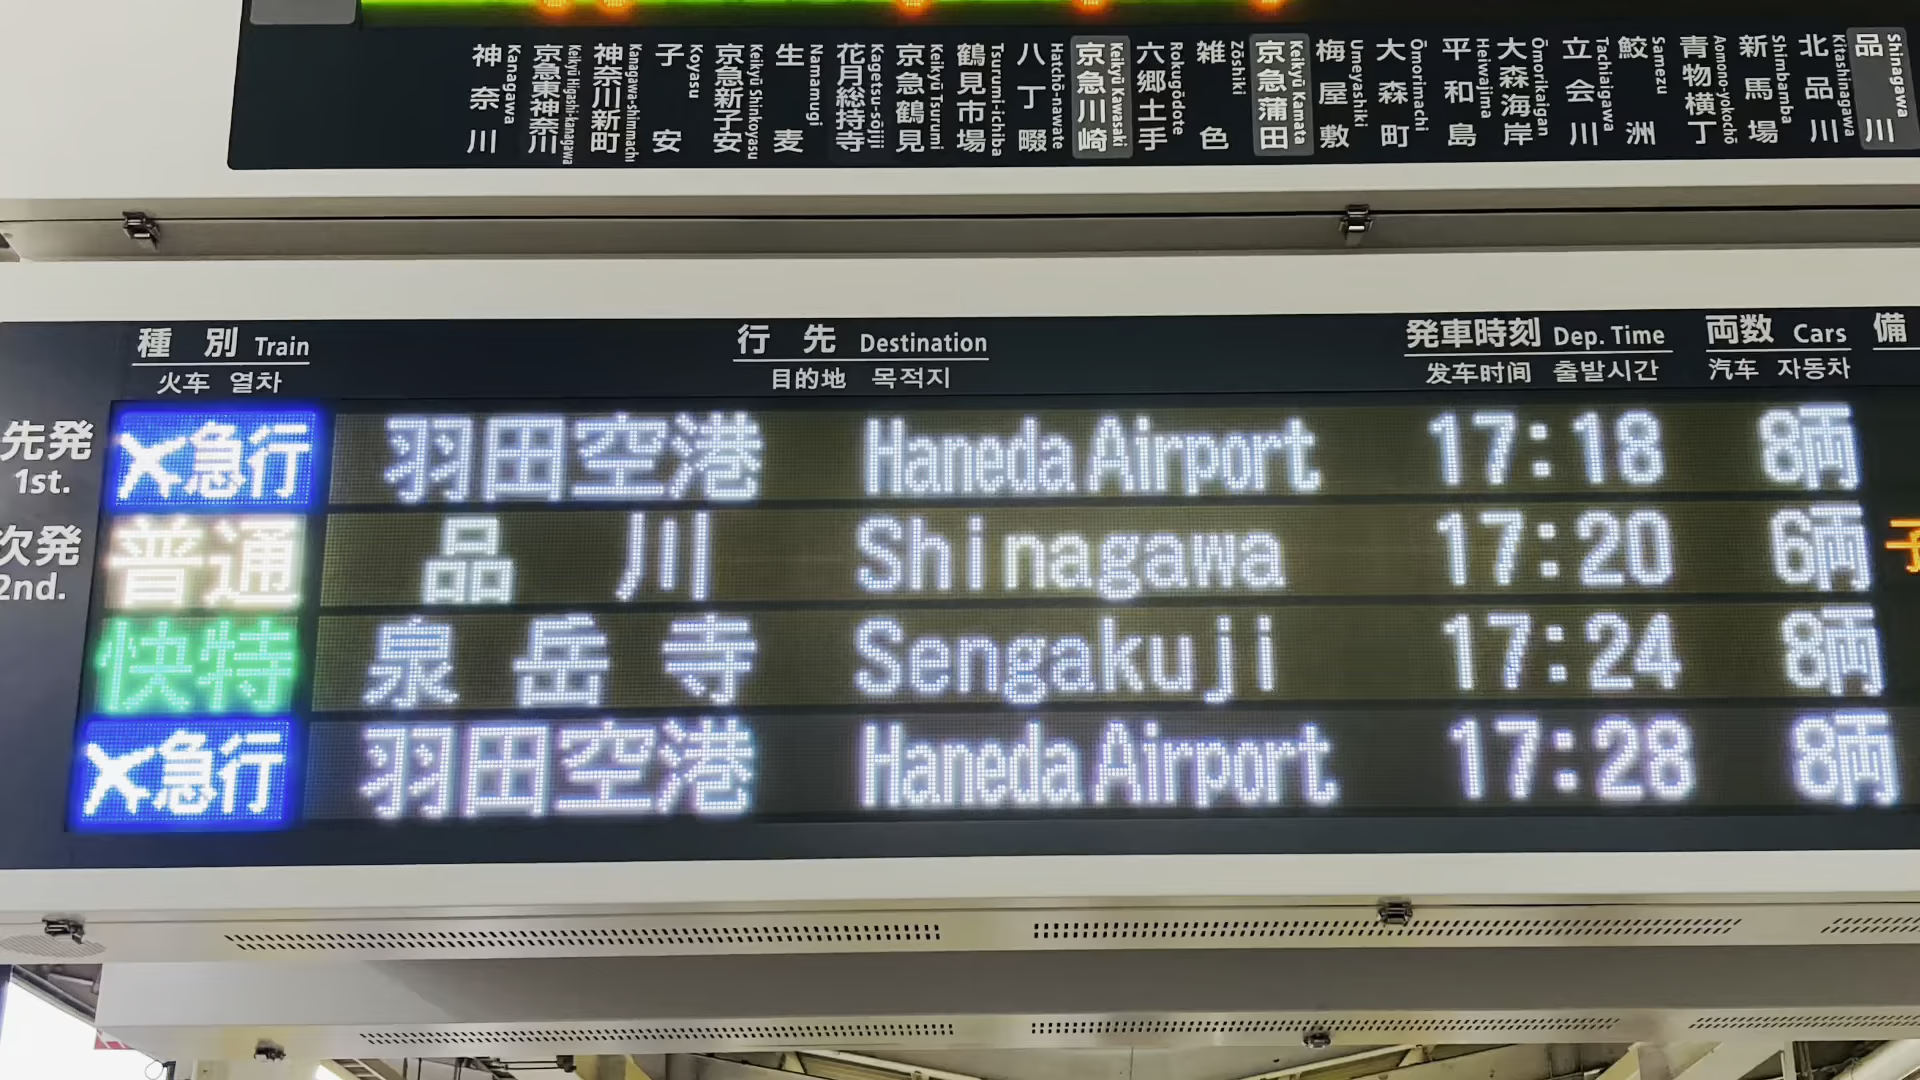 神奈川 Kanagawa
京急東神奈川 Keikyū Higashi-kanagawa
神奈川新町 Kanagawa-shimmachi
子安 Koyasu
京急新子安 Keikyū Shinkoyasu
生麦 Namamugi
花月総持寺 Kagetsu-sōjiji
京急鶴見 Keikyū Tsurumi
鶴見市場 Tsurumi-ichiba
八丁畷 Hatchō-nawate
京急川崎 Keikyū Kawasaki
六郷土手 Rokugōdote
雑色 Zōshiki
京急蒲田 Keikyū Kamata
梅屋敷 Umeyashiki
大森町 Ōmorimachi
平和島 Heiwajima
大森海岸 Ōmorikaigan
立会川 Tachiaigawa
鮫洲 Samezu
青物横丁 Aomono-yokochō
新馬場 Shimbamba
北品川 Kitashinagawa
品川 Shinagawa
種別 Train 行先 Destination 発車時刻 Dep. Time 両数 Cars 備
火车 열차 目的地 목적지 发车时间 출발시간 汽车 자동차
先発 1st. 急行 羽田空港 Haneda Airport 17:18 8両
次発 2nd. 普通 品川 Shinagawa 17:20 6両
快特 泉岳寺 Sengakuji 17:24 8両
急行 羽田空港 Haneda Airport 17:28 8両